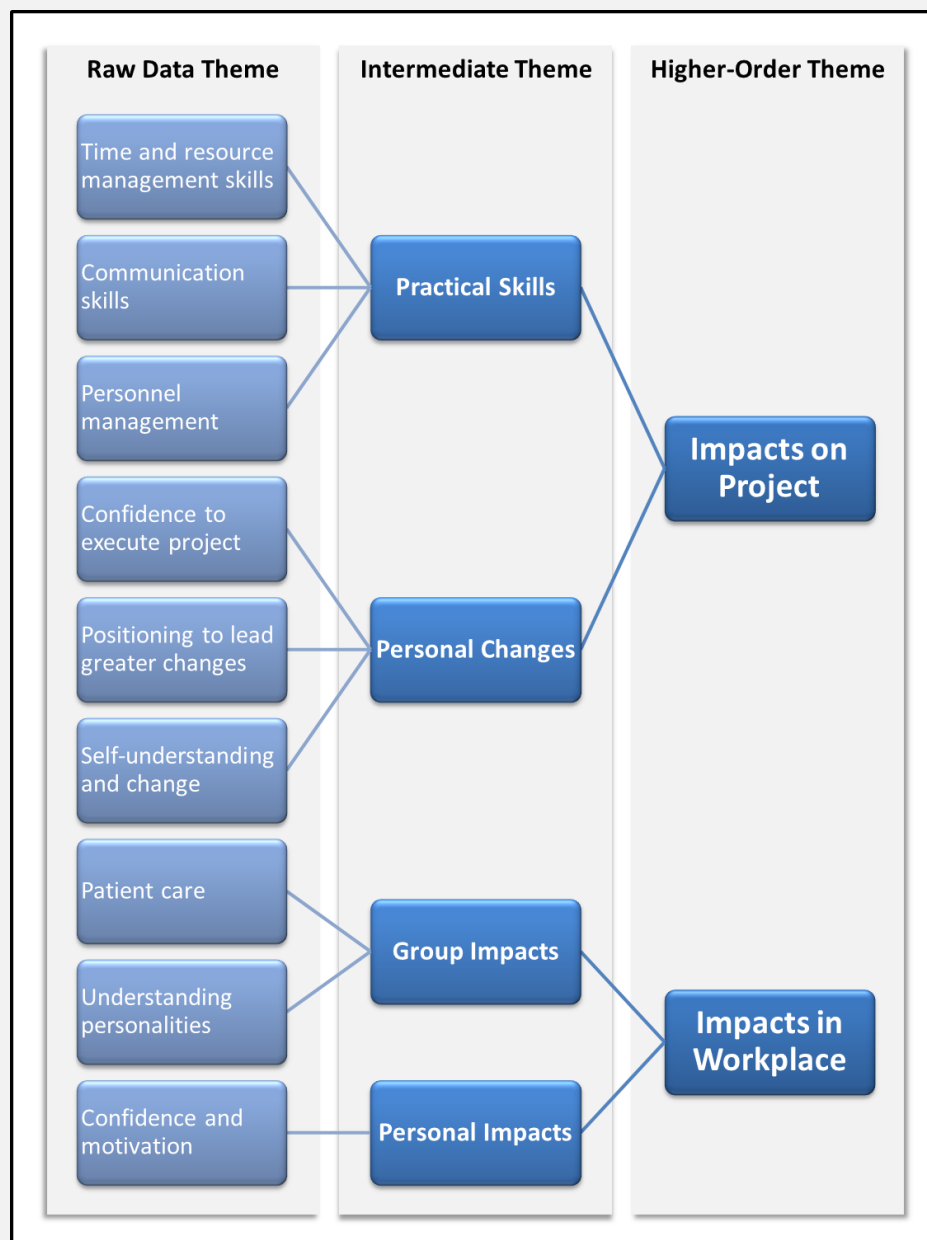 Raw Data Theme
Intermediate Theme
Higher-Order Theme
Time and resource
management skills
Communication
skills
Personnel
management
Confidence to
execute project
Positioning to lead
greater changes
Self-understanding
and change
Patient care
Understanding
personalities
Confidence and
motivation
Practical Skills
Personal Changes
Group Impacts
Personal Impacts
Impacts on
Project
Impacts in
Workplace